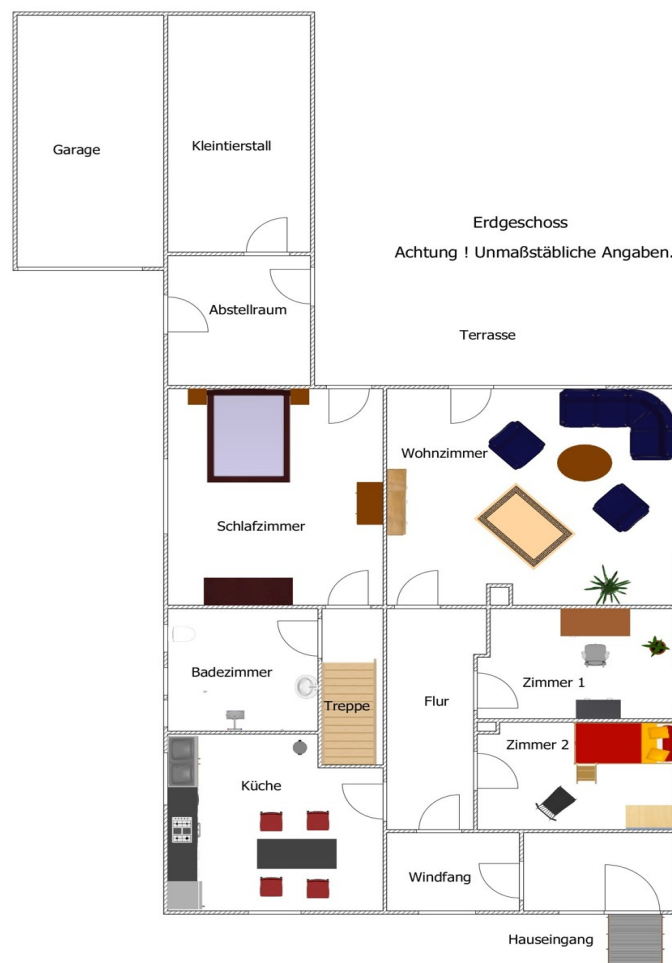 Garage
Kleintierstall
Erdgeschoss
Achtung ! Unmaßstäbliche Angaben.
Abstellraum
Terrasse
Wohnzimmer
Schlafzimmer
Badezimmer
Treppe
Flur
Zimmer 1
Zimmer 2
Küche
Windfang
Hauseingang